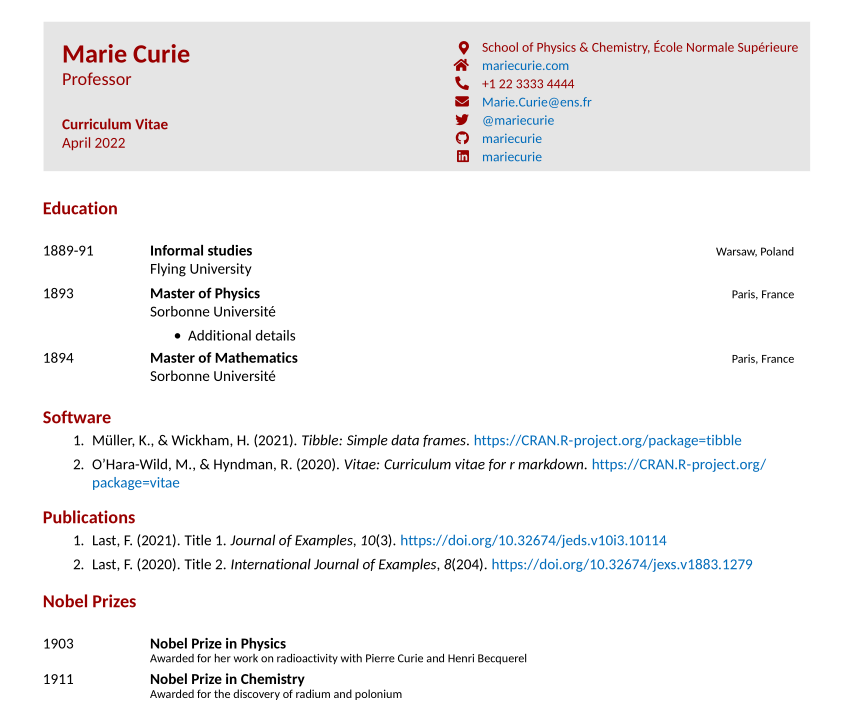 Marie Curie
Professor
Curriculum Vitae
April 2022
School of Physics & Chemistry, École Normale Supérieure
mariecurie.com
+1 22 3333 4444
Marie.Curie@ens.fr
@mariecurie
mariecurie
mariecurie
Education
1889-91 Informal studies Warsaw, Poland
Flying University
1893 Master of Physics Paris, France
Sorbonne Université
• Additional details
1894 Master of Mathematics Paris, France
Sorbonne Université
Software
1. Müller, K., & Wickham, H. (2021). Tibble: Simple data frames. https://CRAN.R-project.org/package=tibble
2. O’Hara-Wild, M., & Hyndman, R. (2020). Vitae: Curriculum vitae for r markdown. https://CRAN.R-project.org/
package=vitae
Publications
1. Last, F. (2021). Title 1. Journal of Examples, 10(3). https://doi.org/10.32674/jeds.v10i3.10114
2. Last, F. (2020). Title 2. International Journal of Examples, 8(204). https://doi.org/10.32674/jexs.v1883.1279
Nobel Prizes
1903 Nobel Prize in Physics
Awarded for her work on radioactivity with Pierre Curie and Henri Becquerel
1911 Nobel Prize in Chemistry
Awarded for the discovery of radium and polonium